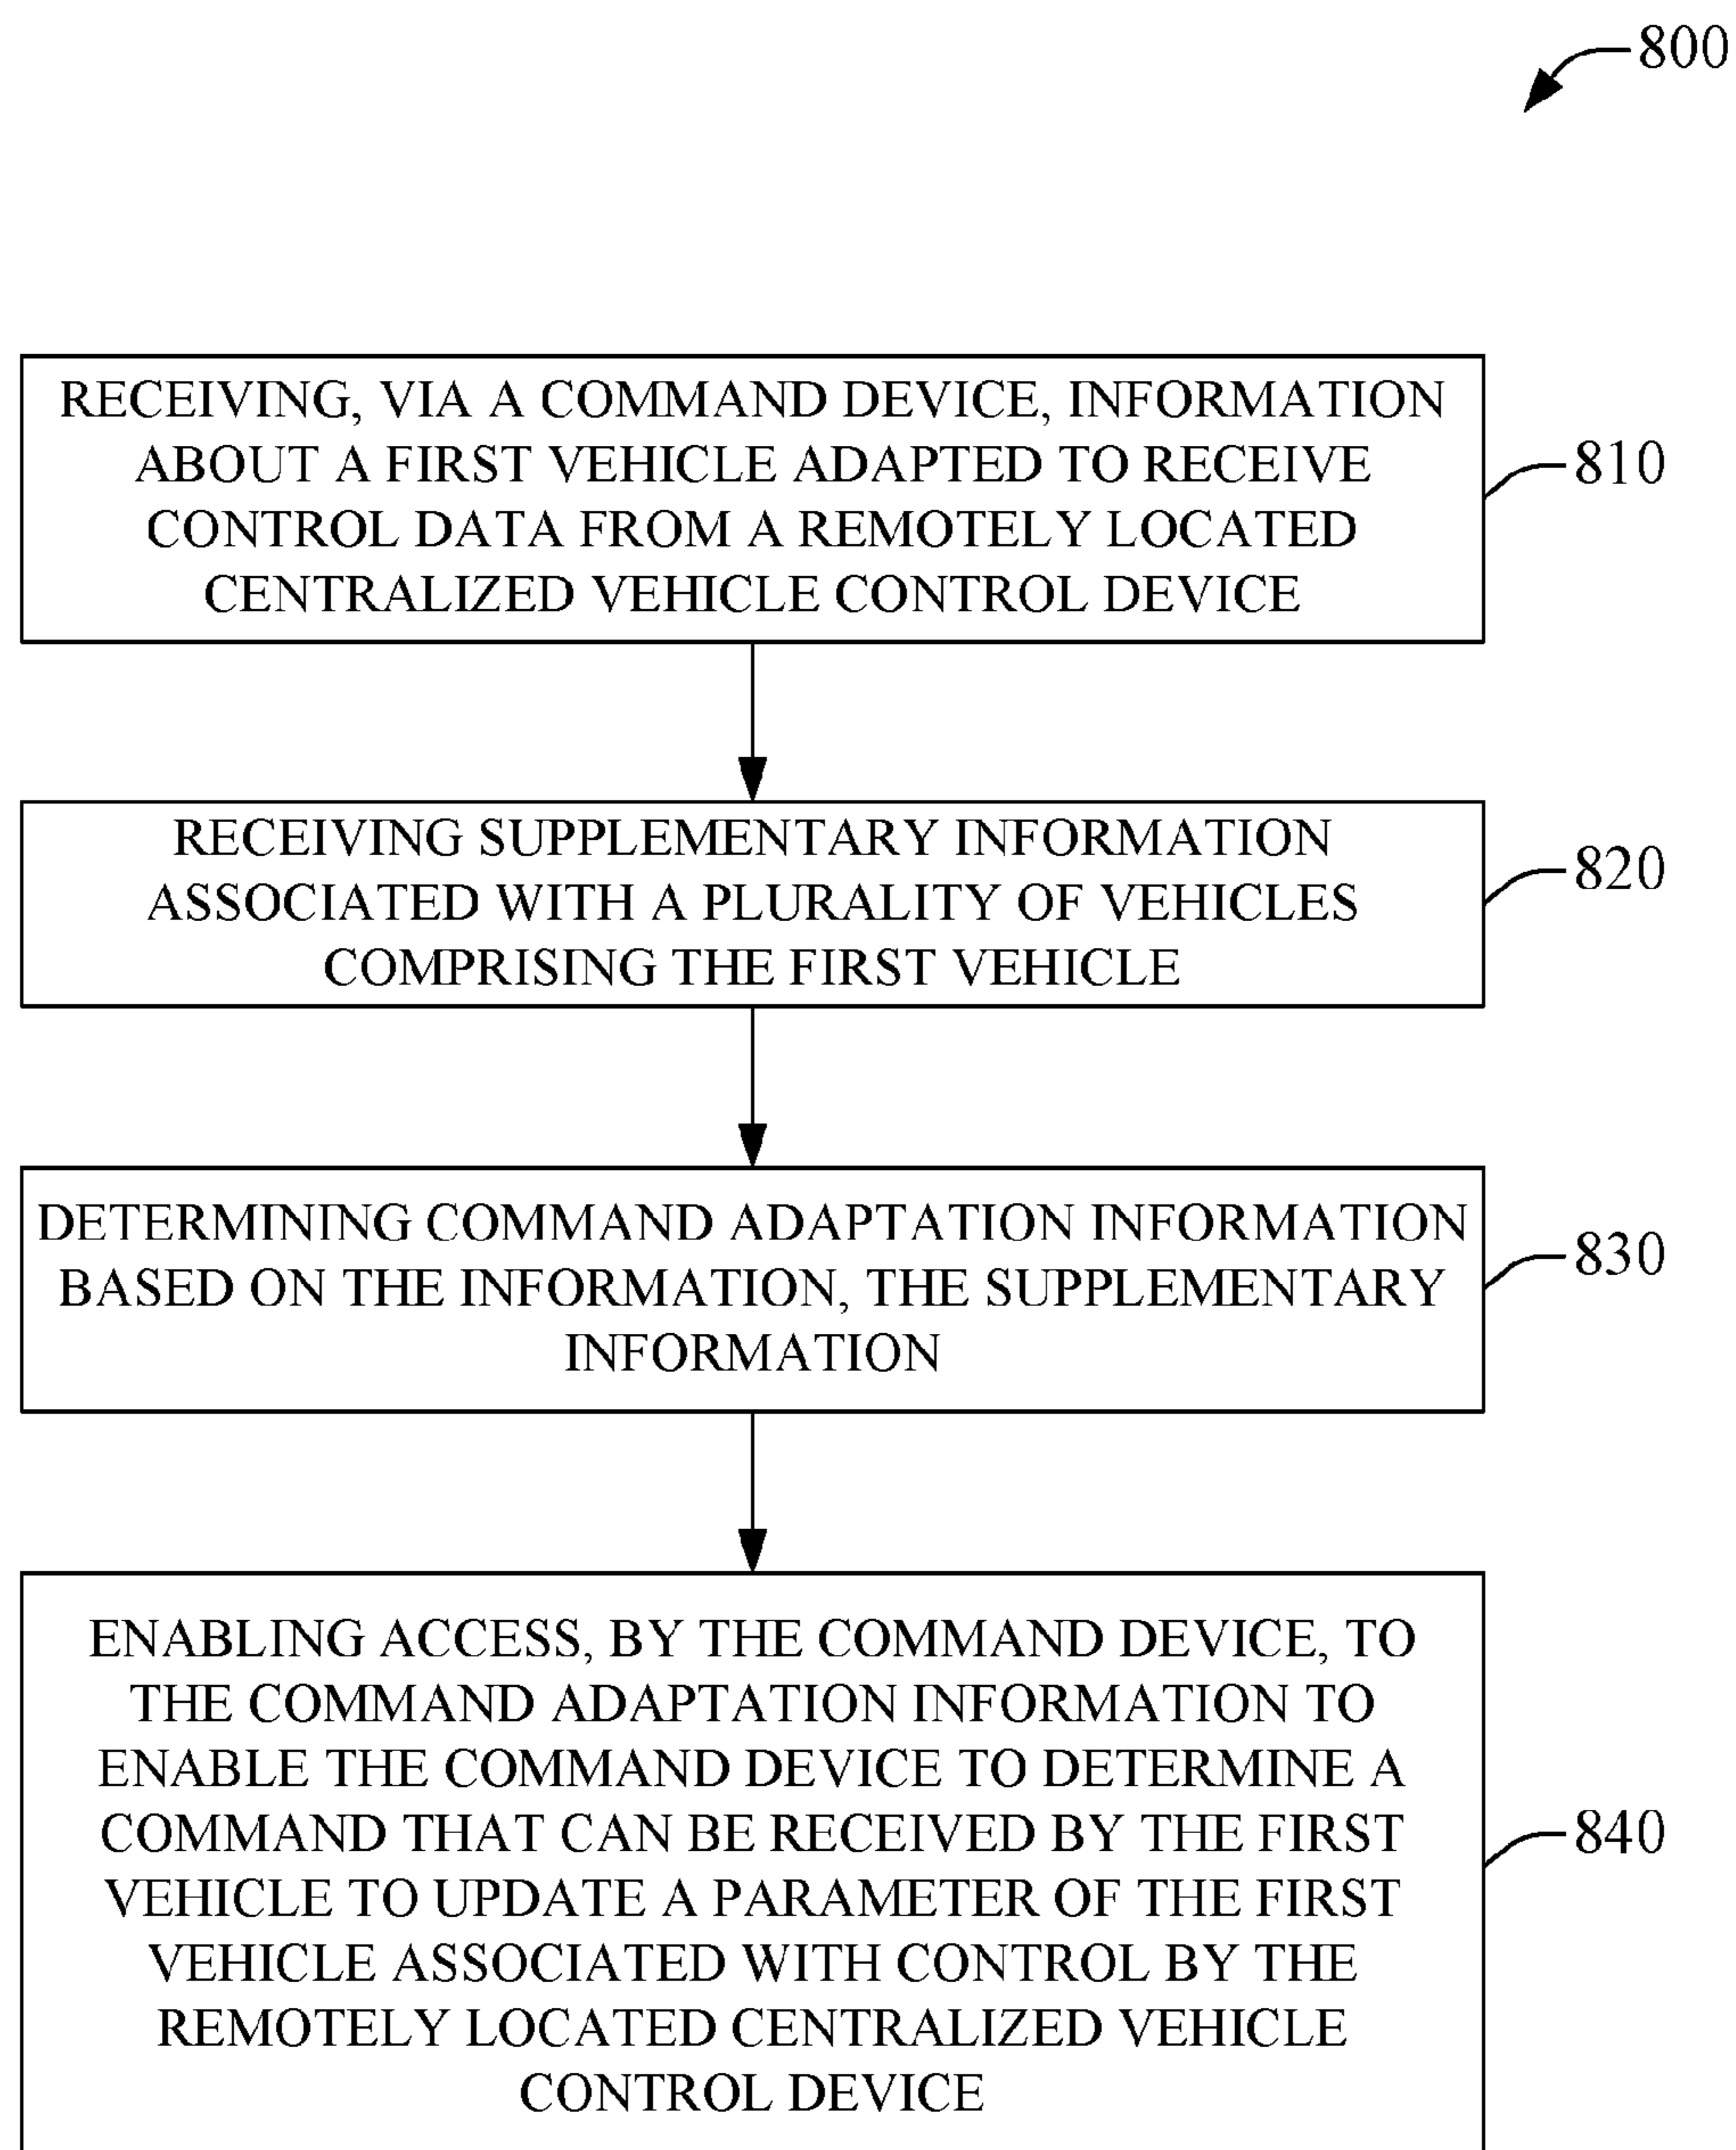 800
RECEIVING, VIA A COMMAND DEVICE, INFORMATION
ABOUT A FIRST VEHICLE ADAPTED TO RECEIVE
CONTROL DATA FROM A REMOTELY LOCATED
CENTRALIZED VEHICLE CONTROL DEVICE
810
RECEIVING SUPPLEMENTARY INFORMATION
ASSOCIATED WITH A PLURALITY OF VEHICLES
COMPRISING THE FIRST VEHICLE
820
DETERMINING COMMAND ADAPTATION INFORMATION
BASED ON THE INFORMATION, THE SUPPLEMENTARY
INFORMATION
830
ENABLING ACCESS, BY THE COMMAND DEVICE, TO
THE COMMAND ADAPTATION INFORMATION TO
ENABLE THE COMMAND DEVICE TO DETERMINE A
COMMAND THAT CAN BE RECEIVED BY THE FIRST
VEHICLE TO UPDATE A PARAMETER OF THE FIRST
VEHICLE ASSOCIATED WITH CONTROL BY THE
REMOTELY LOCATED CENTRALIZED VEHICLE
CONTROL DEVICE
840